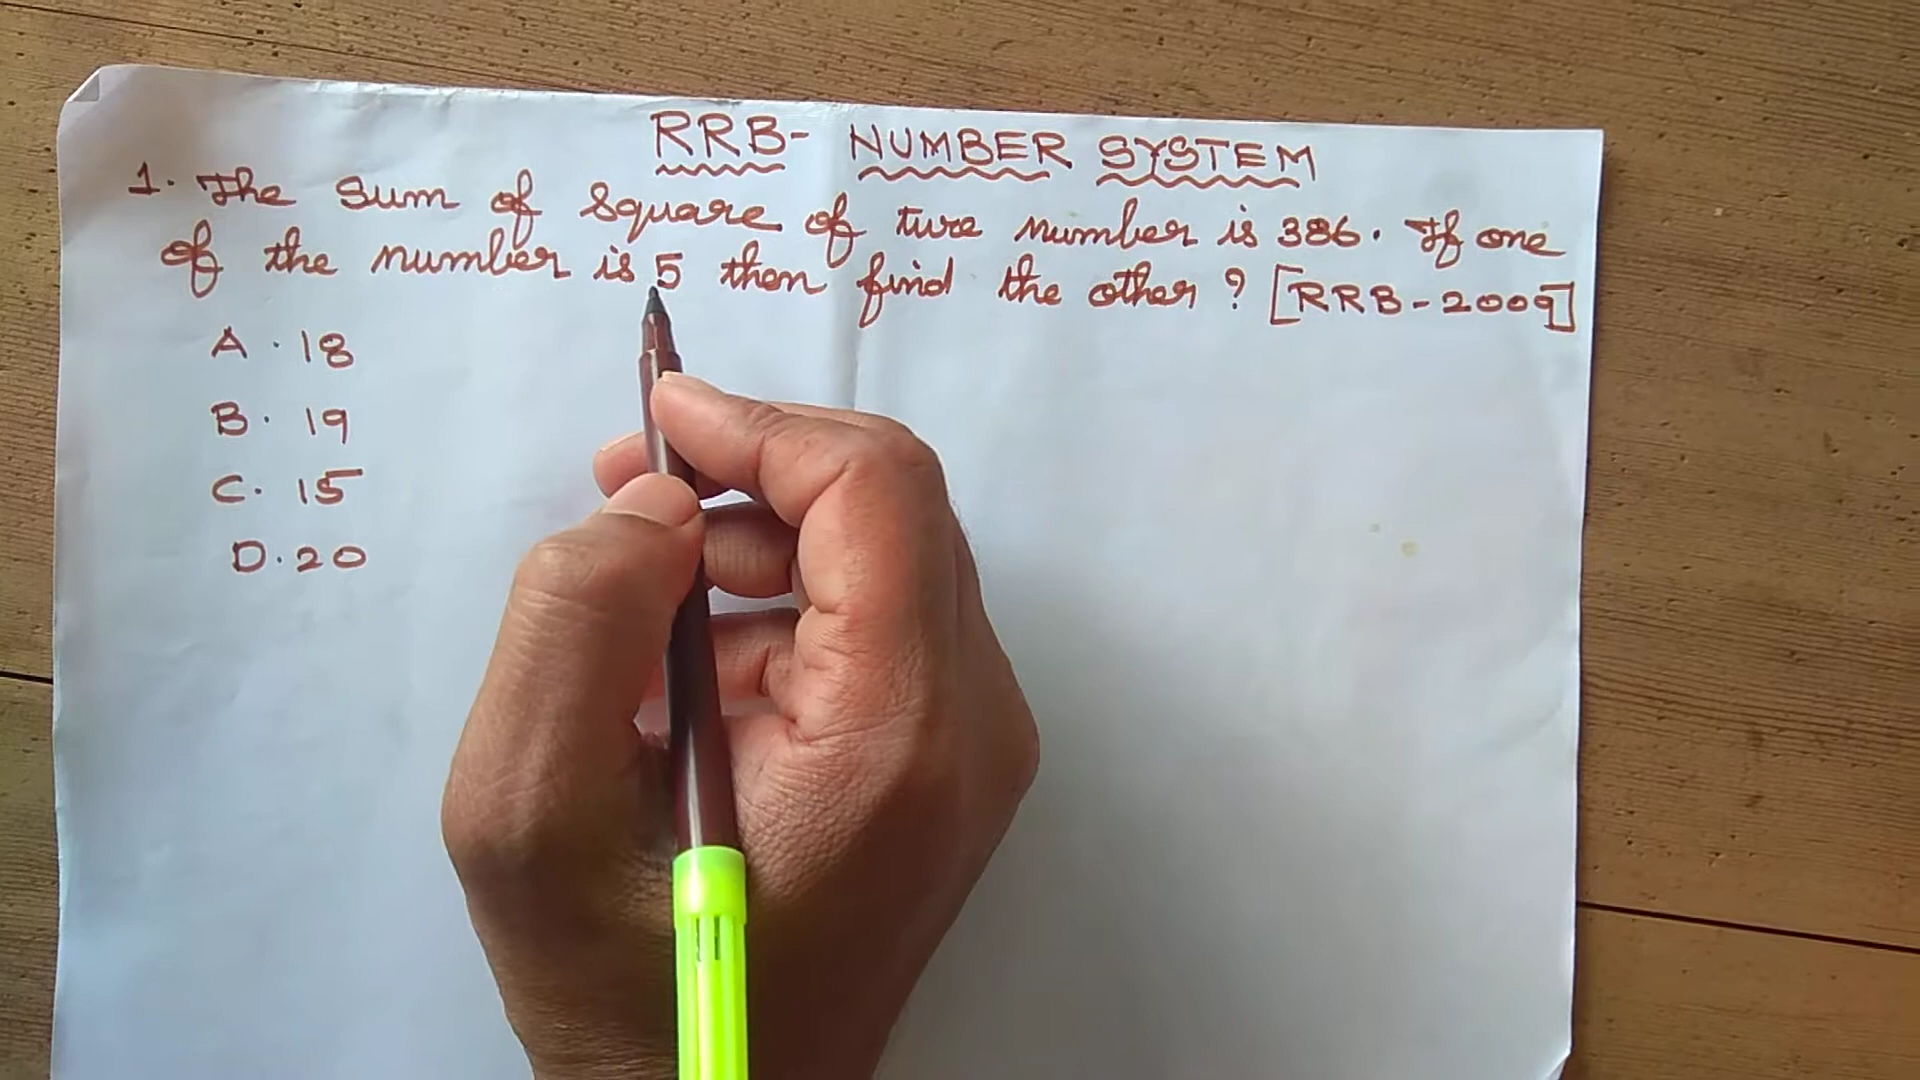 RRB- NUMBER SYSTEM
1. The sum of square of two number is 386. If one
of the number is 5 then find the other ? [RRB-2009]
A. 18
B. 19
C. 15
D. 20